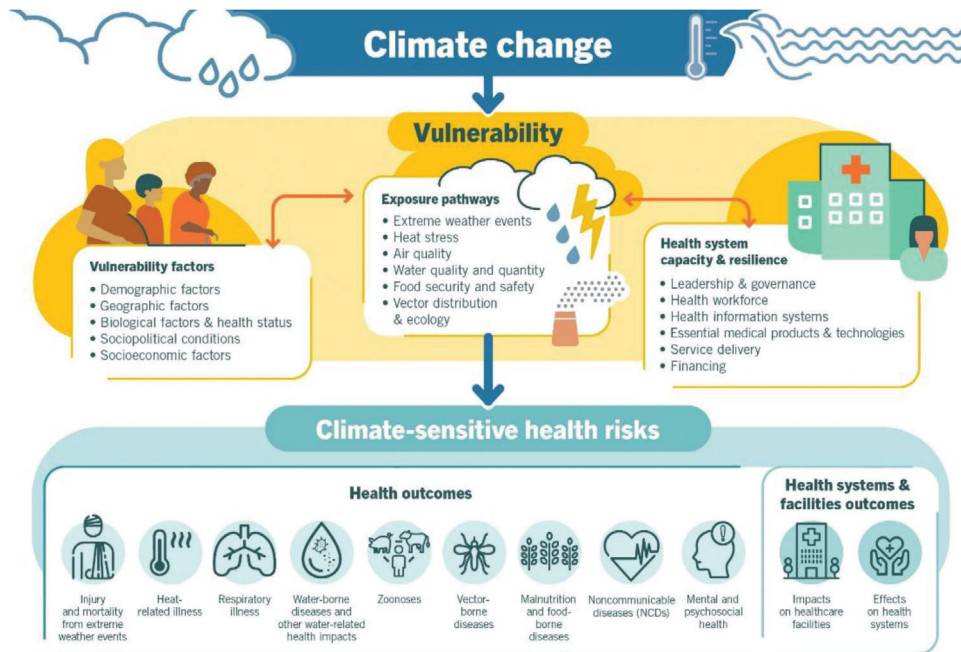 Climate change
Vulnerability
Vulnerability factors
• Demographic factors
• Geographic factors
• Biological factors & health status
• Sociopolitical conditions
• Socioeconomic factors
Exposure pathways
• Extreme weather events
• Heat stress
• Air quality
• Water quality and quantity
• Food security and safety
• Vector distribution
& ecology
Health system
capacity & resilience
• Leadership & governance
• Health workforce
• Health information systems
• Essential medical products & technologies
• Service delivery
• Financing
Climate-sensitive health risks
Health outcomes
Injury
and mortality
from extreme
weather events
Heat-
related illness
Respiratory
illness
Water-borne
diseases and
other water-related
health impacts
Zoonoses
Vector-
borne
diseases
Malnutrition
and food-
borne
diseases
Noncommunicable
diseases (NCDs)
Mental and
psychosocial
health
Health systems &
facilities outcomes
Impacts
on healthcare
facilities
Effects
on health
systems